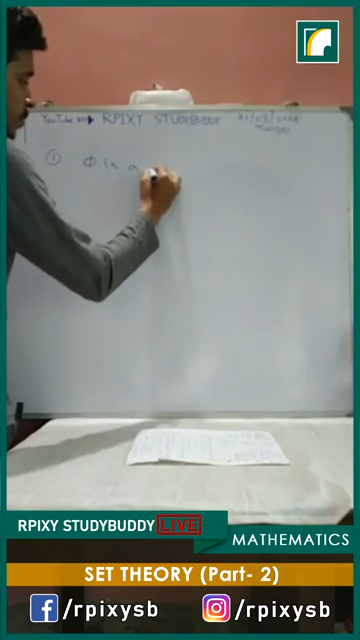 YouTube RPIXY STUDYBUDDY
① Φ is a
RPIXY STUDYBUDDY LIVE
MATHEMATICS
SET THEORY (Part- 2)
/rpixysb /rpixysb